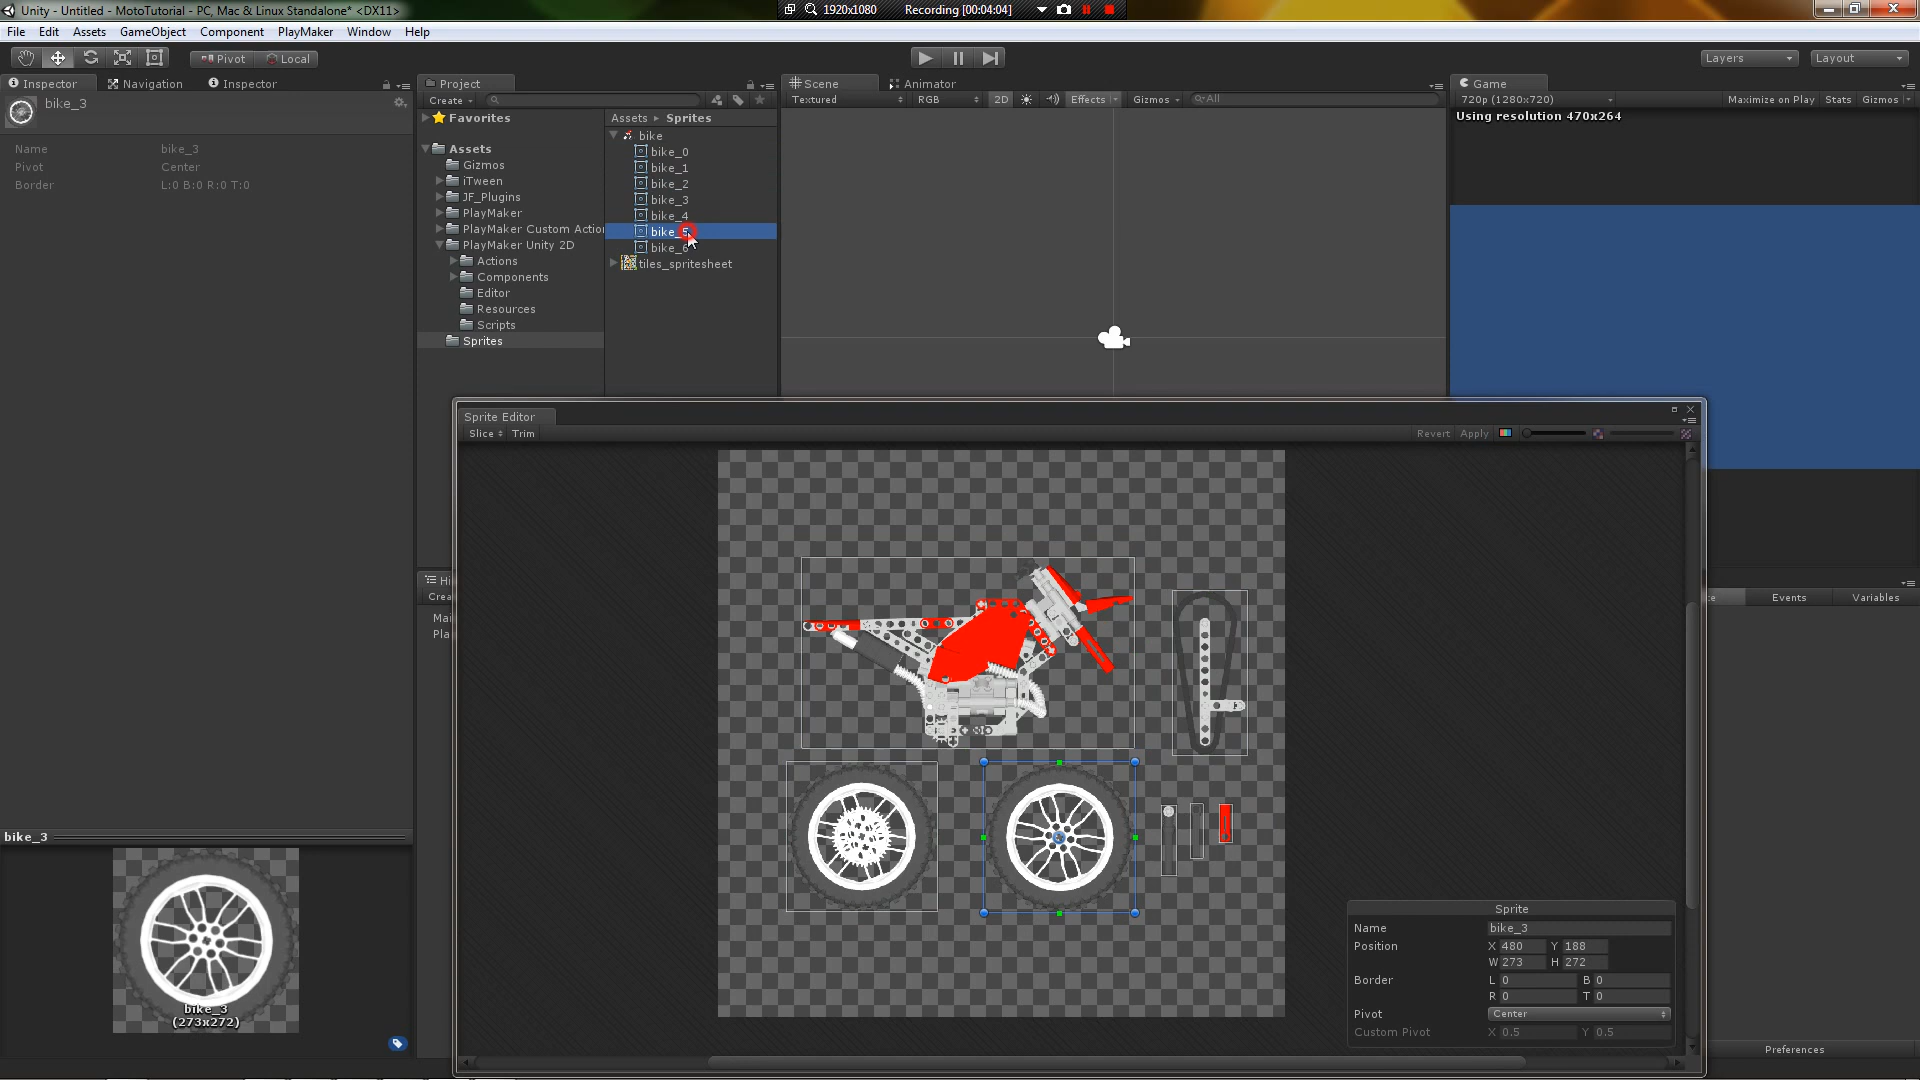 Unity - Untitled - MotoTutorial - PC, Mac & Linux Standalone* <DX11>
1920x1080 Recording [00:04:04]
File Edit Assets GameObject Component PlayMaker Window Help
Pivot Local Layers Layout
Inspector Navigation Inspector
bike_3
Name bike_3
Pivot Center
Border L:0 B:0 R:0 T:0
bike_3
bike_3
(273x272)
Project
Create
Favorites
Assets
Gizmos
iTween
JF_Plugins
PlayMaker
PlayMaker Custom Actio
PlayMaker Unity 2D
Actions
Components
Editor
Resources
Scripts
Sprites
Assets Sprites
bike
bike_0
bike_1
bike_2
bike_3
bike_4
bike_5
bike_6
tiles_spritesheet
Hi
Crea
Mai
Pla
Scene Animator
Textured RGB 2D Effects Gizmos All
Game
720p (1280x720) Maximize on Play Stats Gizmos
Using resolution 470x264
Sprite Editor
Slice Trim Revert Apply
Sprite
Name bike_3
Position X 480 Y 188
W 273 H 272
Border L 0 B 0
R 0 T 0
Pivot Center
Custom Pivot X 0.5 Y 0.5
Events Variables
Preferences